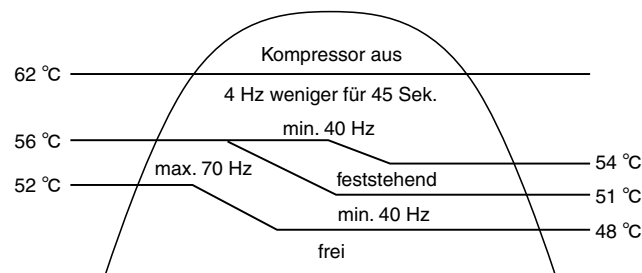 Kompressor aus
62 °C
4 Hz weniger für 45 Sek.
min. 40 Hz
56 °C
54 °C
max. 70 Hz
feststehend
52 °C
51 °C
min. 40 Hz
48 °C
frei